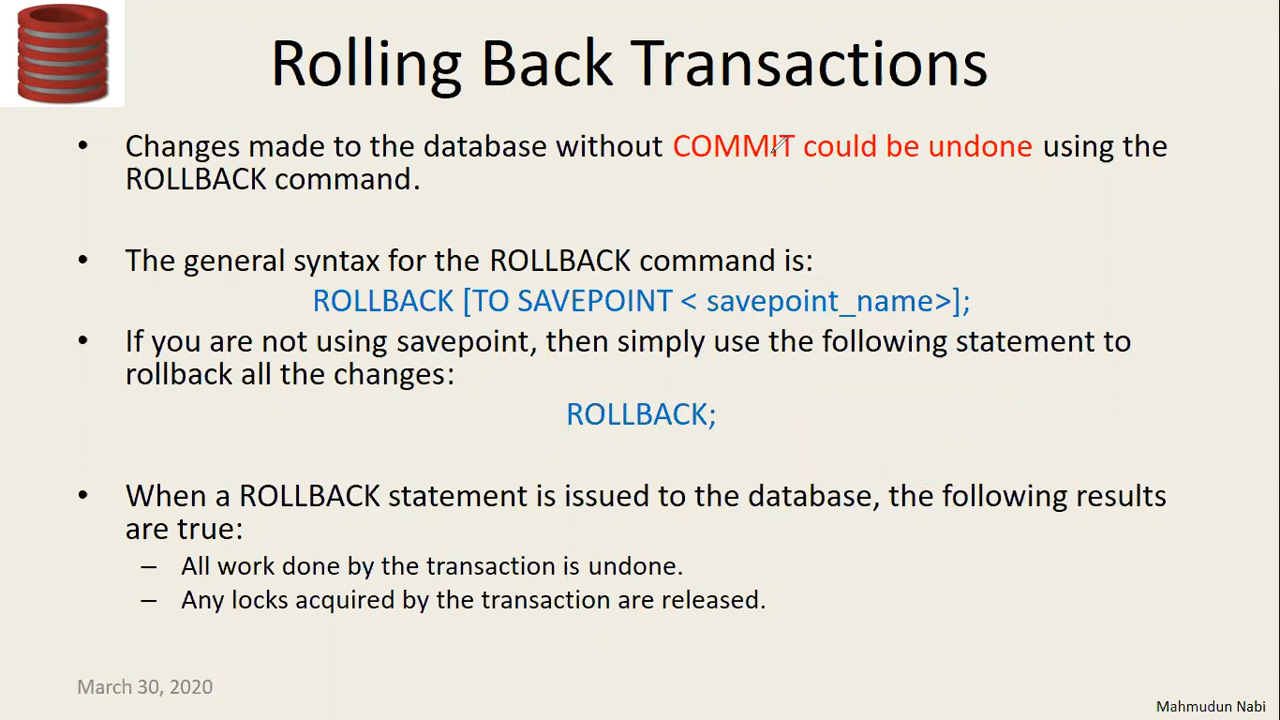 Rolling Back Transactions
• Changes made to the database without COMMIT could be undone using the
ROLLBACK command.
• The general syntax for the ROLLBACK command is:
ROLLBACK [TO SAVEPOINT < savepoint_name>];
• If you are not using savepoint, then simply use the following statement to
rollback all the changes:
ROLLBACK;
• When a ROLLBACK statement is issued to the database, the following results
are true:
– All work done by the transaction is undone.
– Any locks acquired by the transaction are released.
March 30, 2020
Mahmudun Nabi